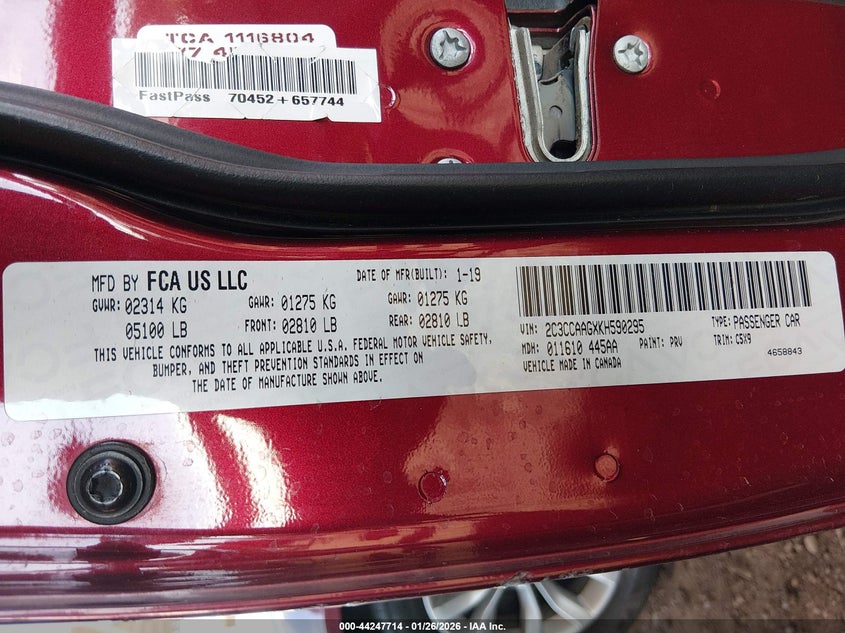 TCA 1116804
FastPass 70452+657744
MFD BY FCA US LLC
DATE OF MFR(BUILT): 1-19
GVWR: 02314 KG GAWR: 01275 KG GAWR: 01275 KG
05100 LB FRONT: 02810 LB REAR: 02810 LB
THIS VEHICLE CONFORMS TO ALL APPLICABLE U.S.A. FEDERAL MOTOR VEHICLE SAFETY,
BUMPER, AND THEFT PREVENTION STANDARDS IN EFFECT ON
THE DATE OF MANUFACTURE SHOWN ABOVE.
VIN: 2C3CCAAGXKH590295 TYPE: PASSENGER CAR
MDH: 011610 445AA PAINT: PRV TRIM: C5X9
VEHICLE MADE IN CANADA 4658843
000-44247714 - 01/26/2026 - IAA Inc.